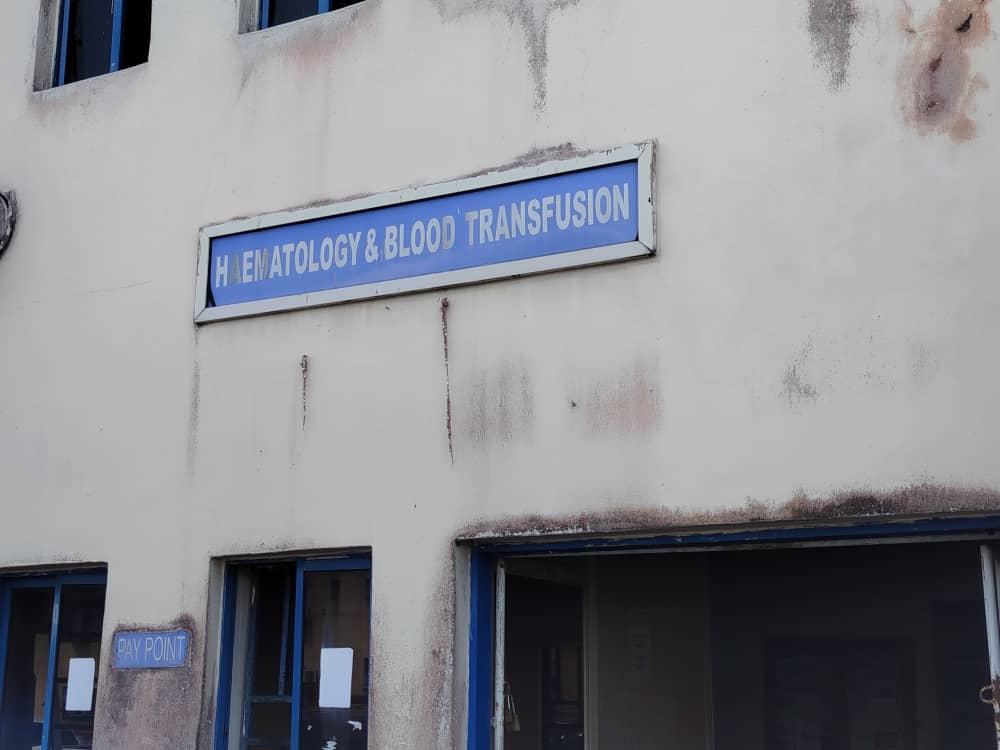 HAEMATOLOGY & BLOOD TRANSFUSION
PAY POINT